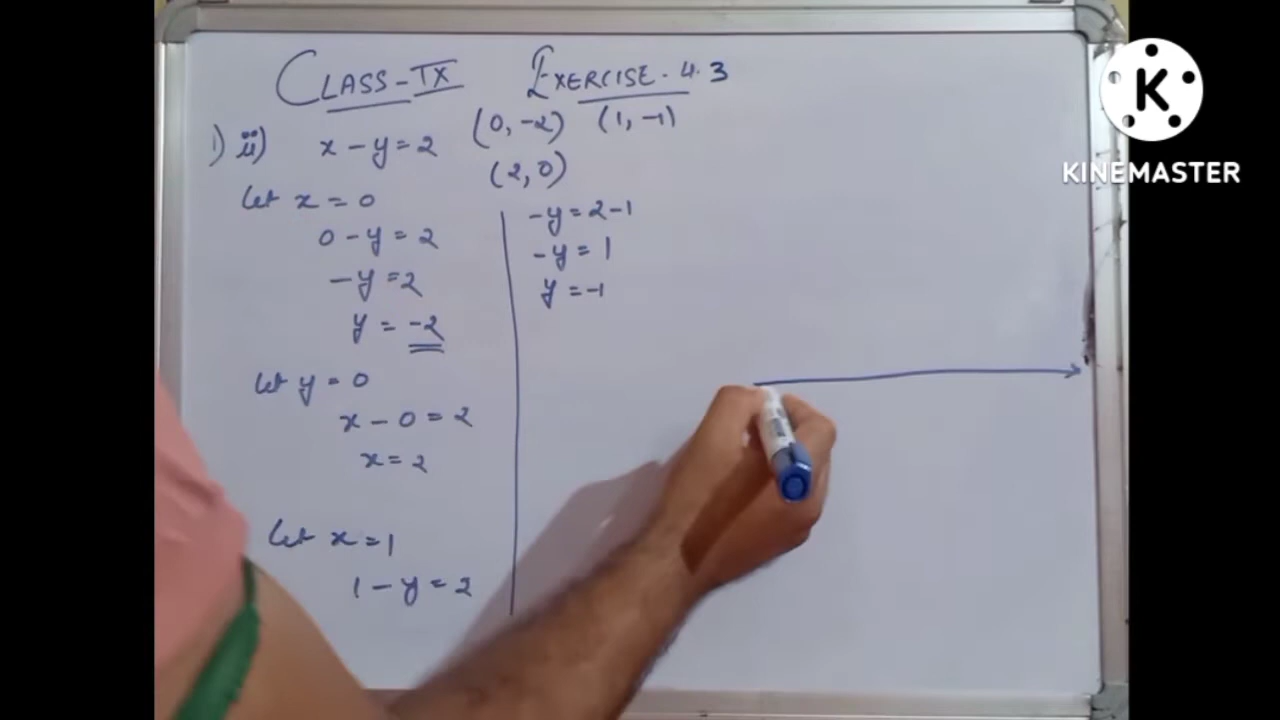 CLASS-IX EXERCISE. 4.3
1) ii) x - y = 2 (0, -2) (1, -1)
(2, 0)
Let x = 0
0 - y = 2
-y = 2
y = -2
Let y = 0
x - 0 = 2
x = 2
Let x = 1
1 - y = 2
-y = 2 - 1
-y = 1
y = -1
K
KINEMASTER